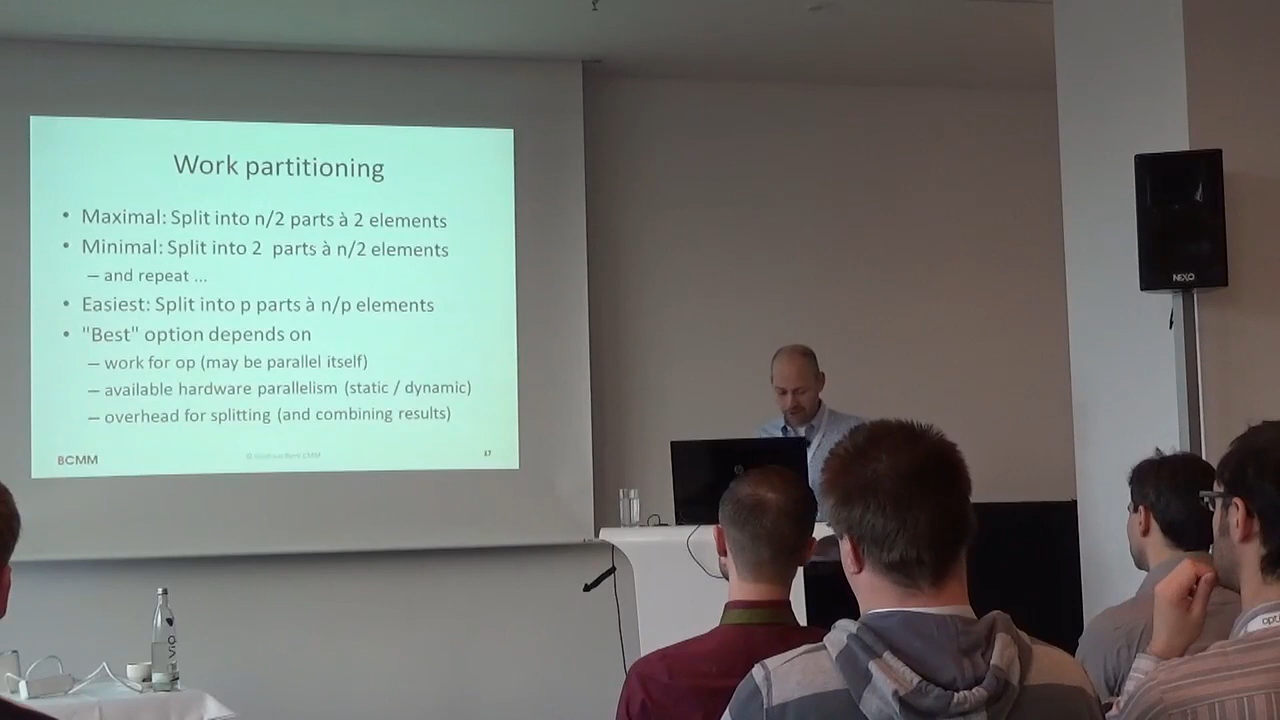 Work partitioning
• Maximal: Split into n/2 parts à 2 elements
• Minimal: Split into 2 parts à n/2 elements
– and repeat ...
• Easiest: Split into p parts à n/p elements
• "Best" option depends on
– work for op (may be parallel itself)
– available hardware parallelism (static / dynamic)
– overhead for splitting (and combining results)
BCMM
17
NEXO
hp